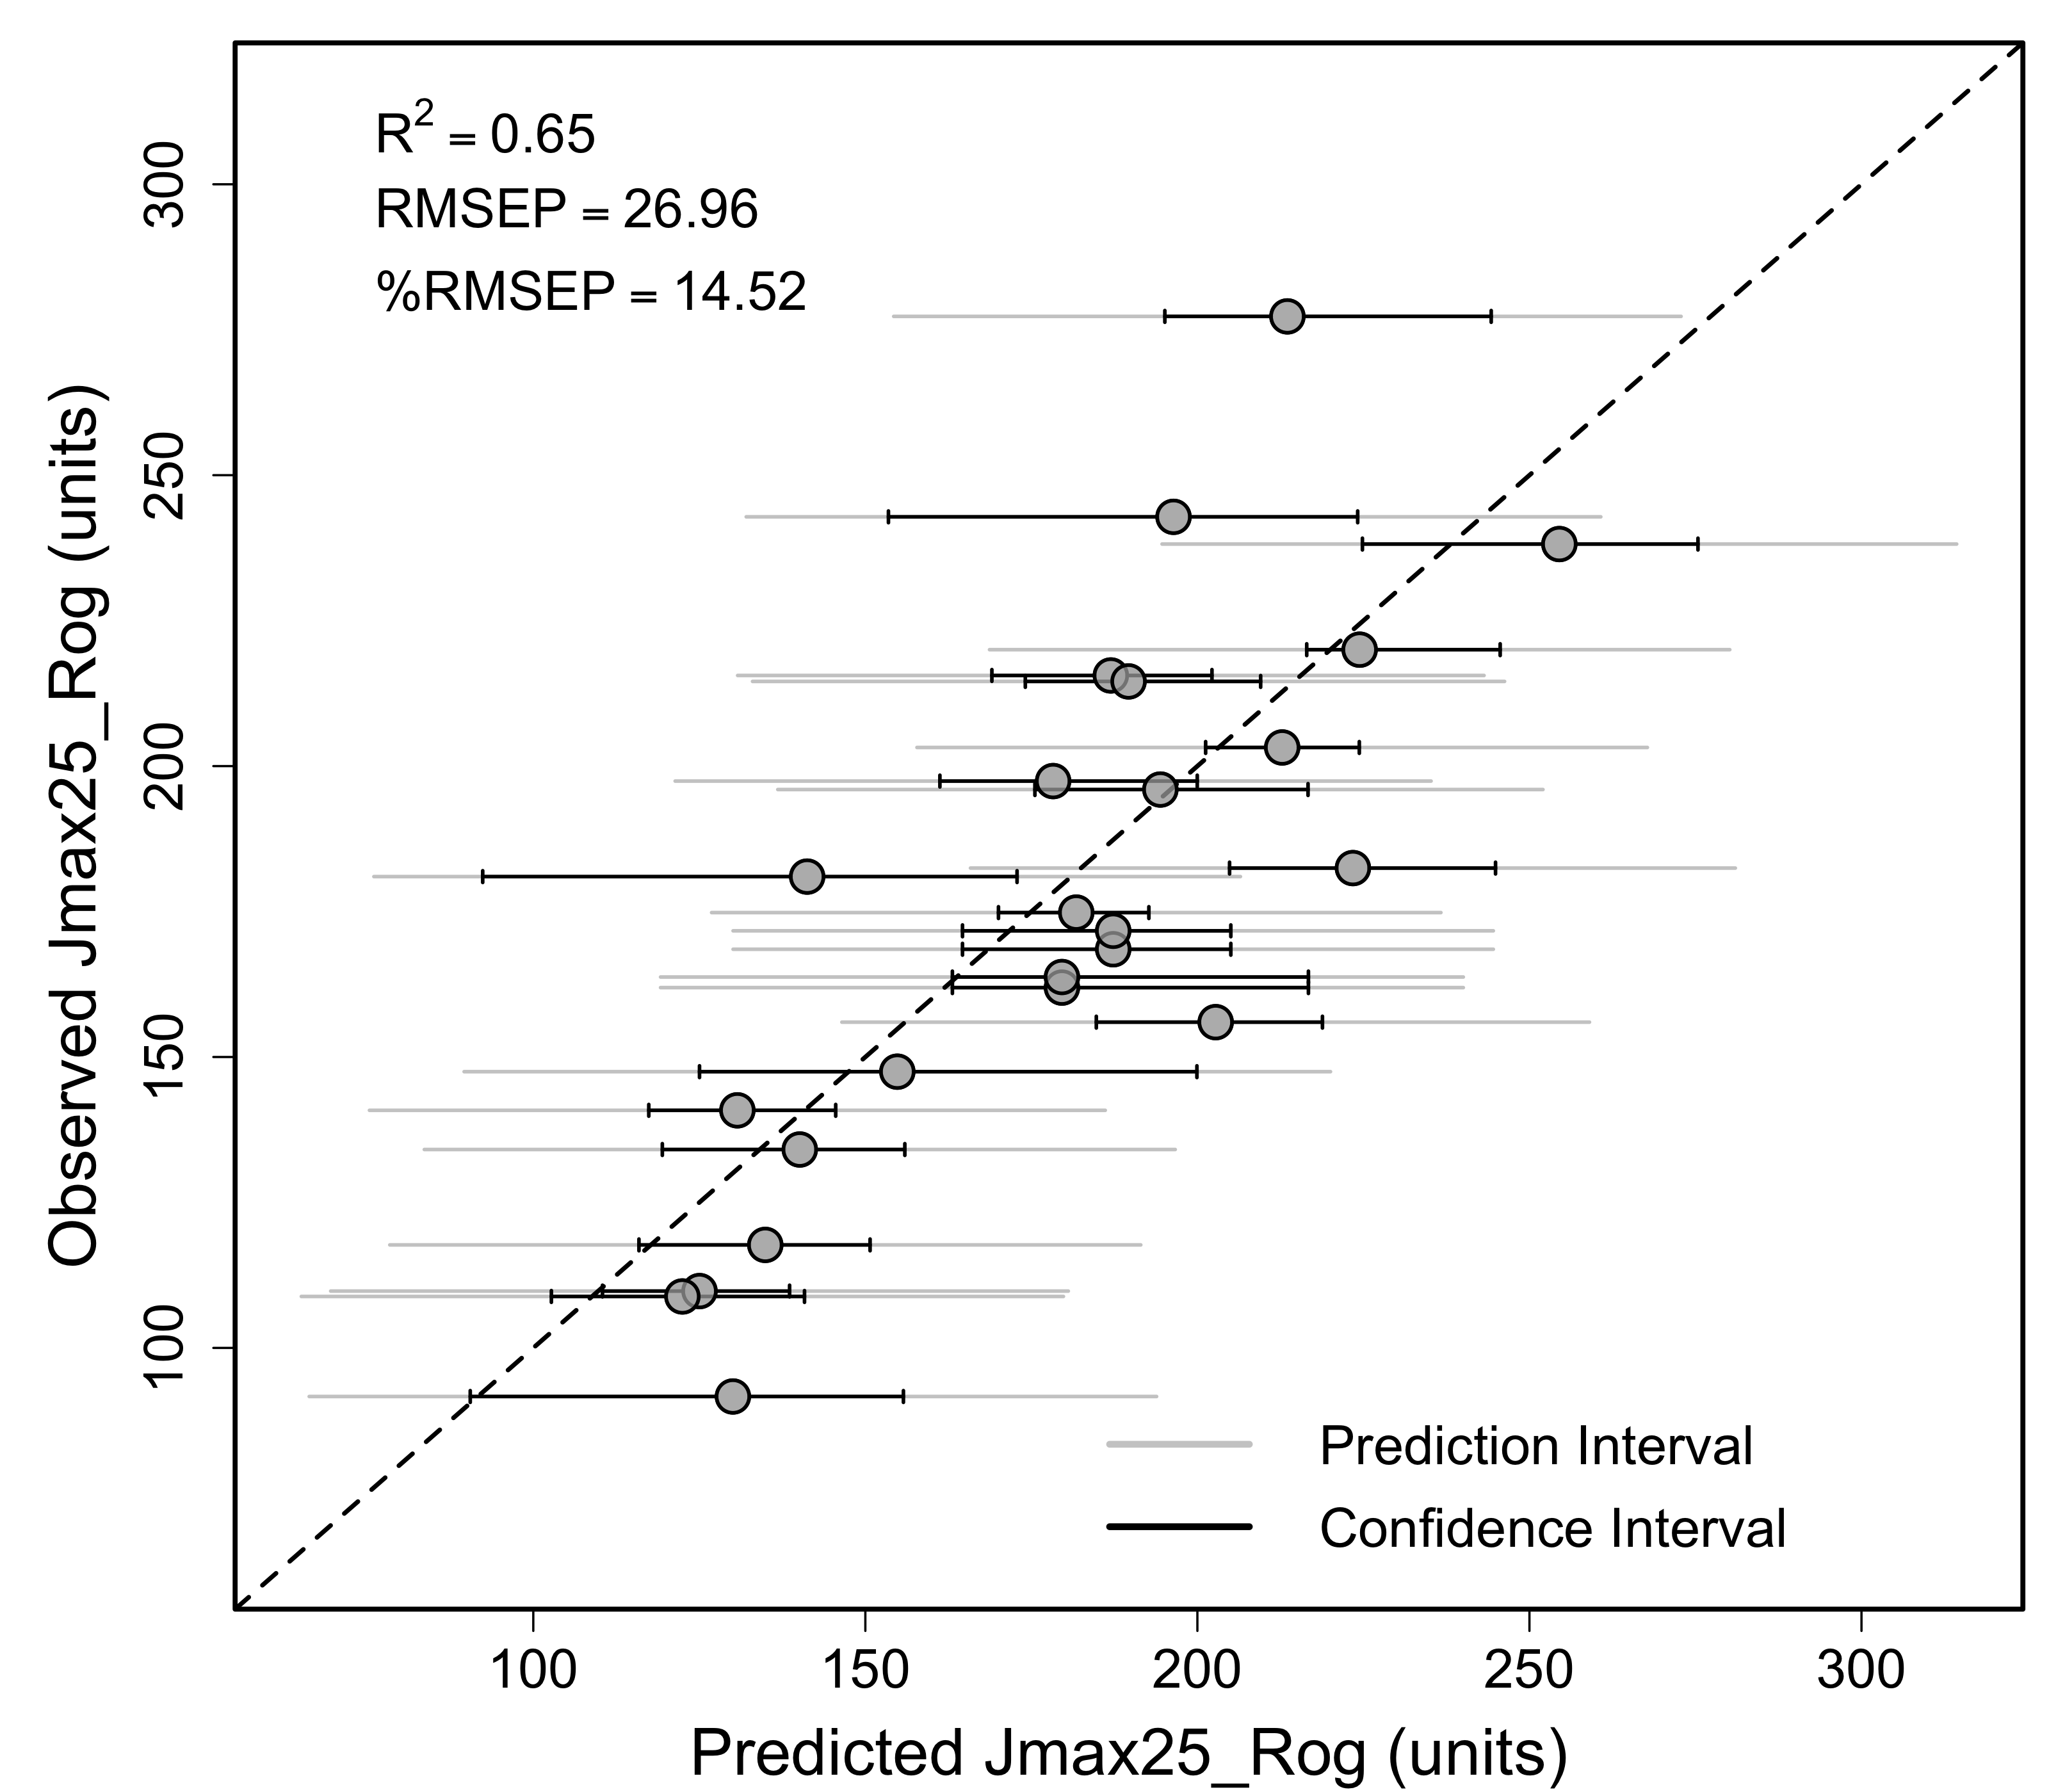 R² = 0.65
RMSEP = 26.96
%RMSEP = 14.52
Observed Jmax25_Rog (units)
300
250
200
150
100
Prediction Interval
Confidence Interval
100 150 200 250 300
Predicted Jmax25_Rog (units)